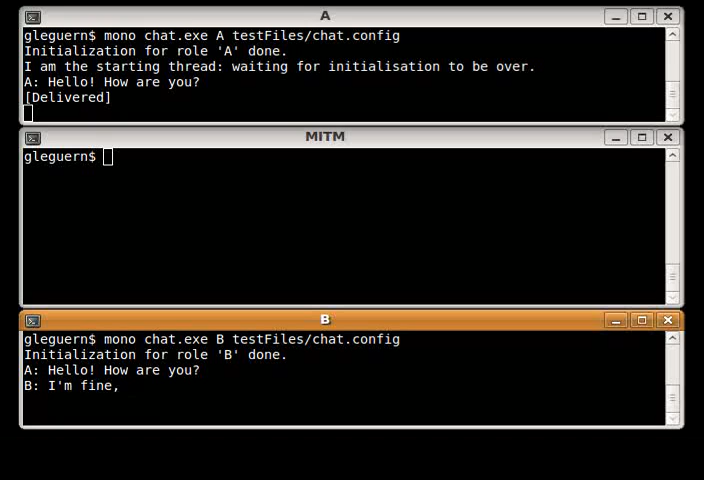 A
gleguern$ mono chat.exe A testFiles/chat.config
Initialization for role 'A' done.
I am the starting thread: waiting for initialisation to be over.
A: Hello! How are you?
[Delivered]
MITM
gleguern$
B
gleguern$ mono chat.exe B testFiles/chat.config
Initialization for role 'B' done.
A: Hello! How are you?
B: I'm fine,